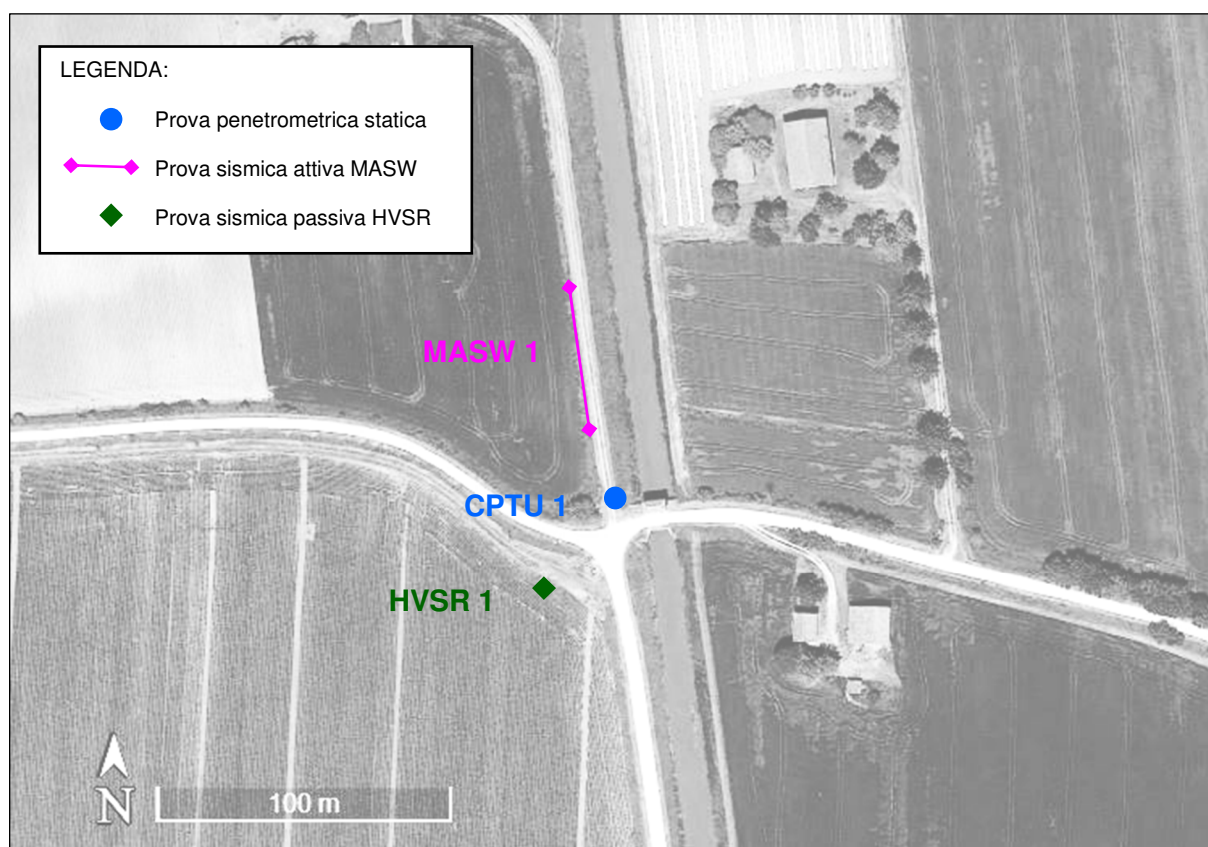 LEGENDA:
Prova penetrometrica statica
Prova sismica attiva MASW
Prova sismica passiva HVSR
MASW 1
CPTU 1
HVSR 1
N
100 m